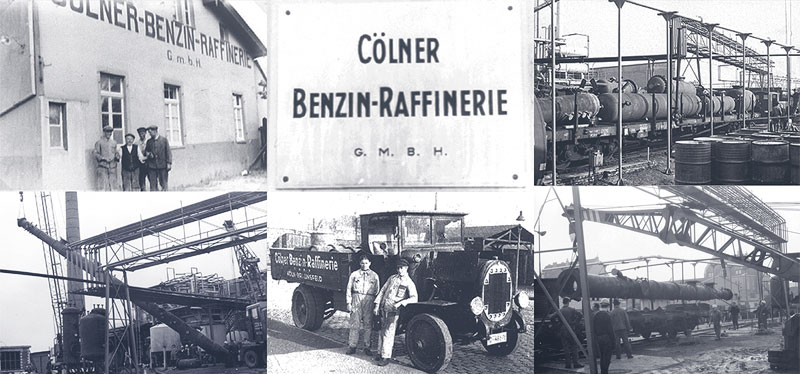 CÖLNER-BENZIN-RAFFINERIE
G.m.b.H.
CÖLNER
BENZIN-RAFFINERIE
G. M. B. H.
Cölner Benzin-Raffinerie